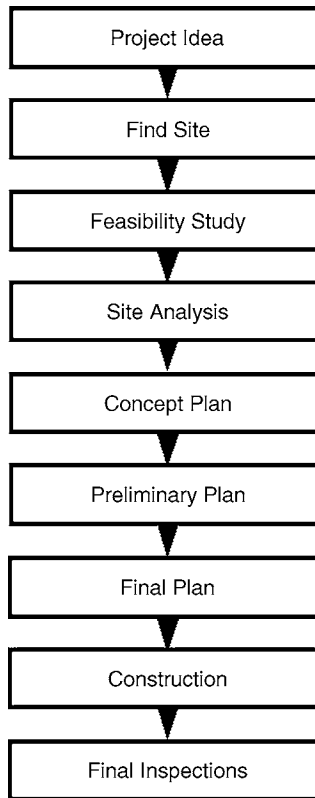 Project Idea
Find Site
Feasibility Study
Site Analysis
Concept Plan
Preliminary Plan
Final Plan
Construction
Final Inspections